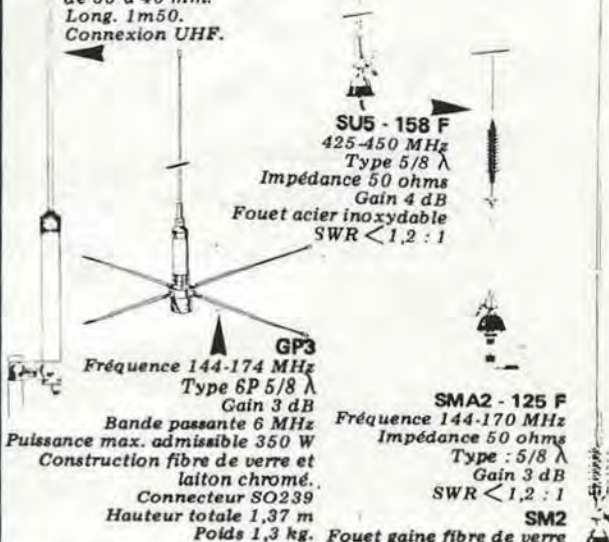 de 30 à 40 mm.
Long. 1m50.
Connexion UHF.
SU5 - 158 F
425-450 MHz
Type 5/8 λ
Impédance 50 ohms
Gain 4 dB
Fouet acier inoxydable
SWR < 1,2 : 1
GP3
Fréquence 144-174 MHz
Type 6P 5/8 λ
Gain 3 dB
Bande passante 6 MHz
Puissance max. admissible 350 W
Construction fibre de verre et
laiton chromé.
Connecteur SO239
Hauteur totale 1,37 m
Poids 1,3 kg.
SMA2 - 125 F
Fréquence 144-170 MHz
Impédance 50 ohms
Type : 5/8 λ
Gain 3 dB
SWR < 1,2 : 1
SM2
Fouet gaine fibre de verre